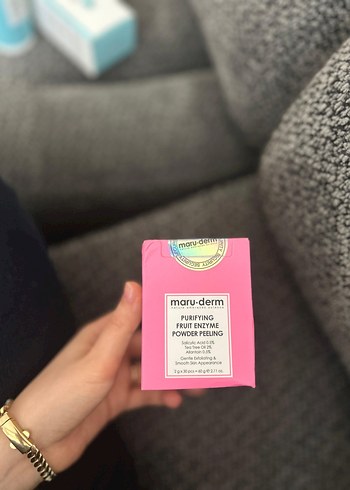 maru·derm
maru·derm
PURIFYING
FRUIT ENZYME
POWDER PEELING
Salicylic Acid 0.5%
Tea Tree Oil 2%
Allantoin 0.5%
Gentle Exfoliating &
Smooth Skin Appearance